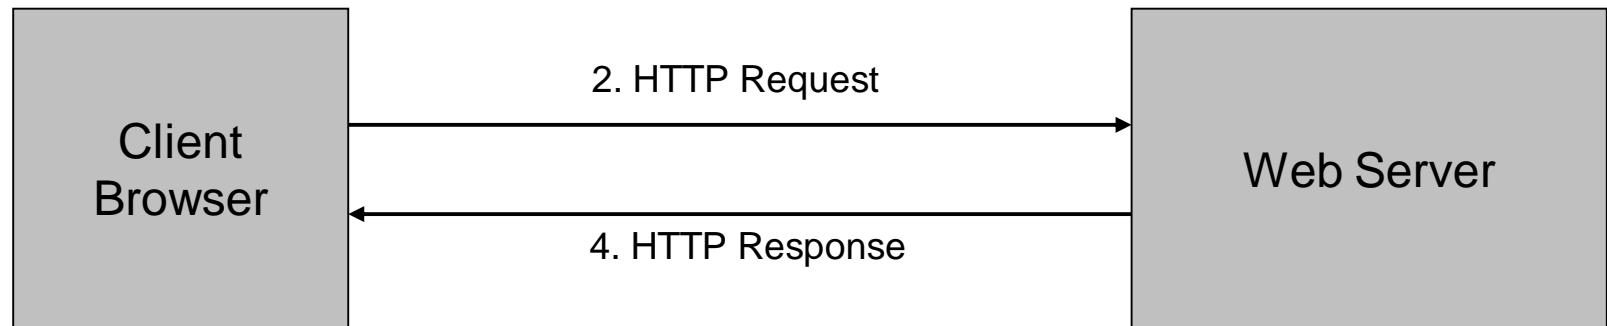 2. HTTP Request
Client
Browser
Web Server
4. HTTP Response